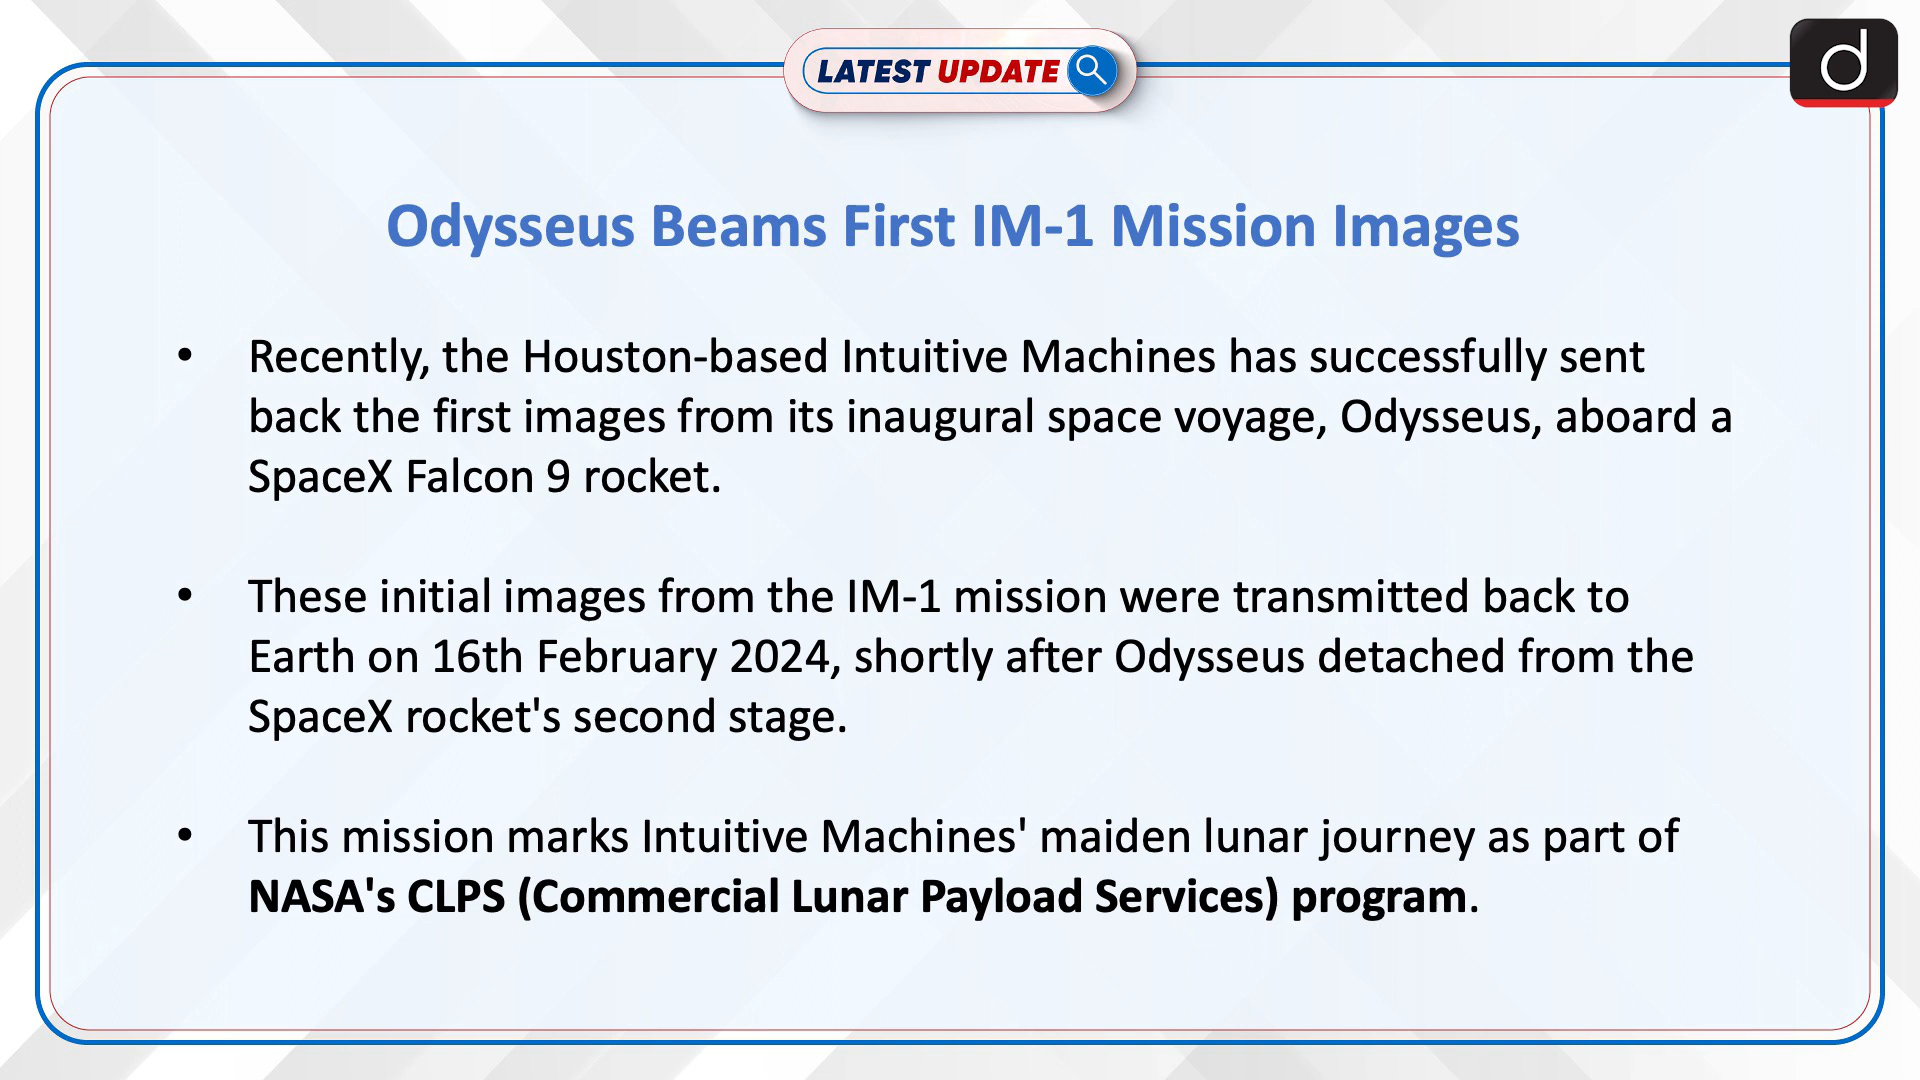 LATEST UPDATE
d
Odysseus Beams First IM-1 Mission Images
• Recently, the Houston-based Intuitive Machines has successfully sent
back the first images from its inaugural space voyage, Odysseus, aboard a
SpaceX Falcon 9 rocket.
• These initial images from the IM-1 mission were transmitted back to
Earth on 16th February 2024, shortly after Odysseus detached from the
SpaceX rocket's second stage.
• This mission marks Intuitive Machines' maiden lunar journey as part of
NASA's CLPS (Commercial Lunar Payload Services) program.